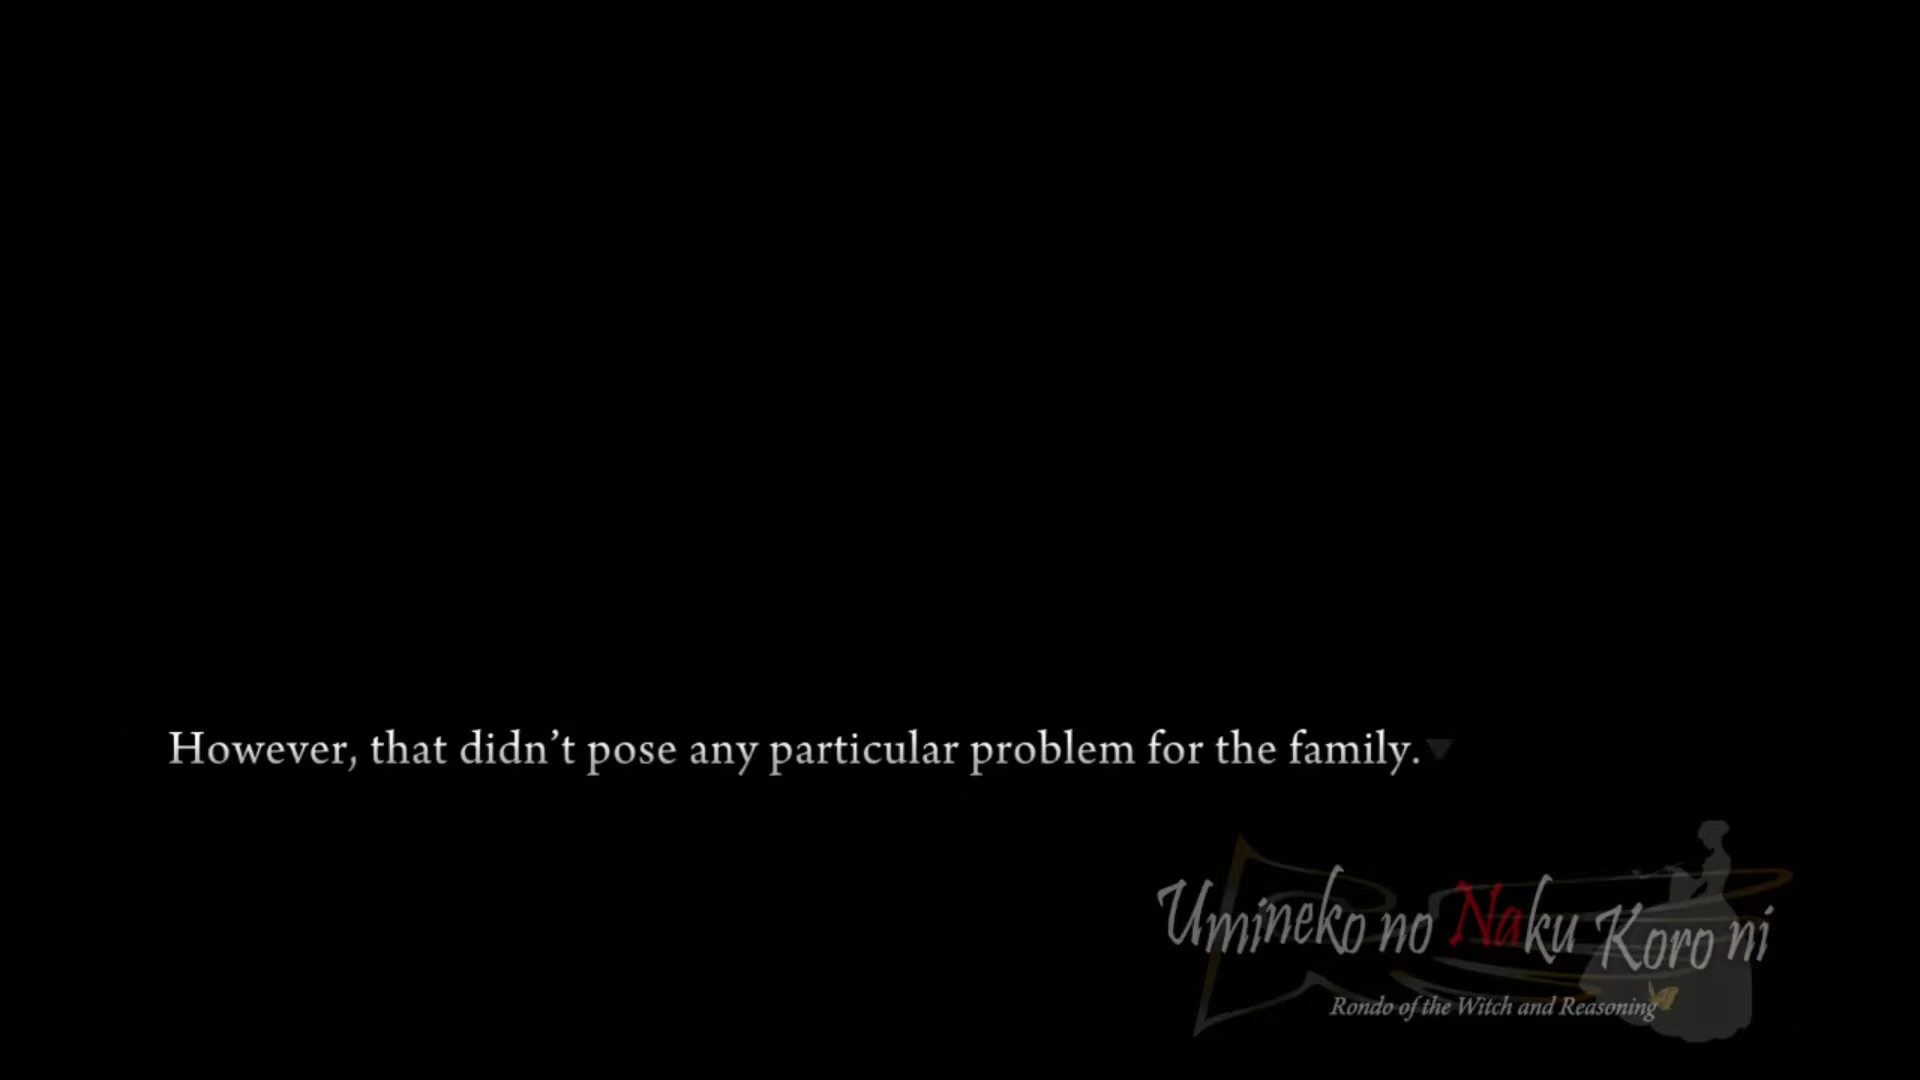 However, that didn’t pose any particular problem for the family.
Umineko no Naku Koro ni
Rondo of the Witch and Reasoning